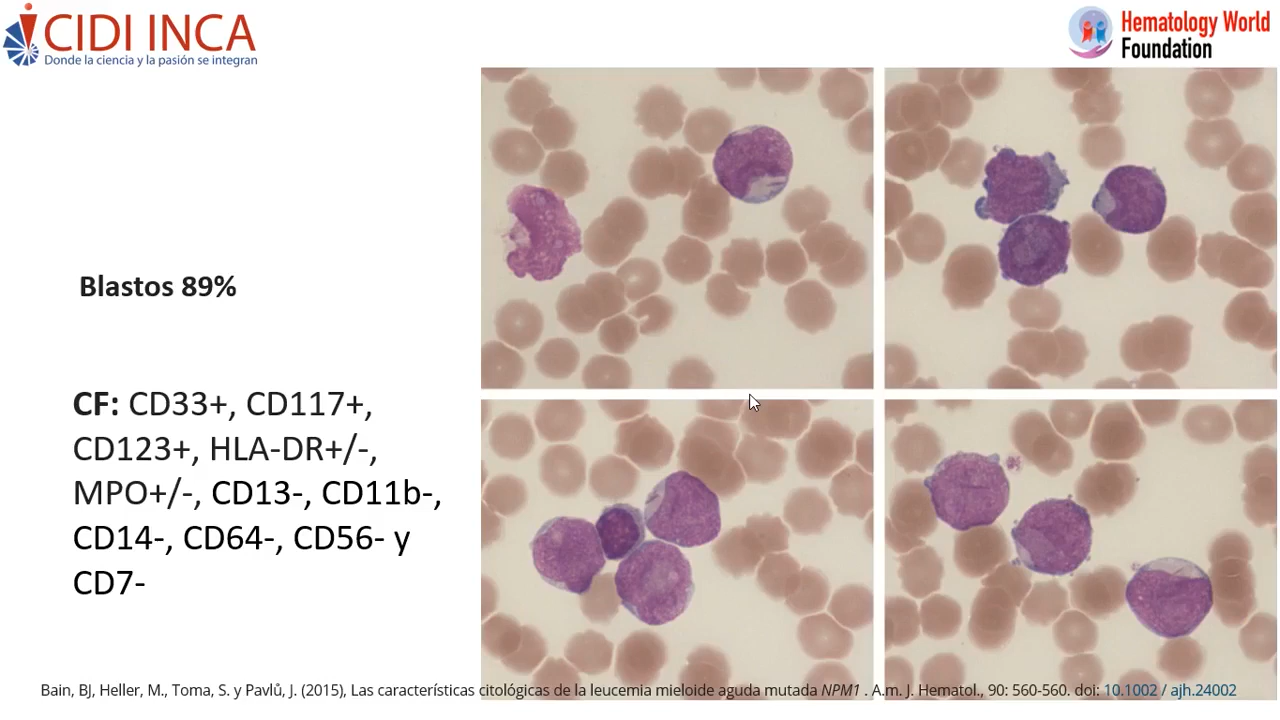 CIDI INCA
Donde la ciencia y la pasión se integran
Hematology World
Foundation
Blastos 89%
CF: CD33+, CD117+,
CD123+, HLA-DR+/-,
MPO+/-, CD13-, CD11b-,
CD14-, CD64-, CD56- y
CD7-
Bain, BJ, Heller, M., Toma, S. y Pavlů, J. (2015), Las características citológicas de la leucemia mieloide aguda mutada NPM1 . A.m. J. Hematol., 90: 560-560. doi: 10.1002 / ajh.24002